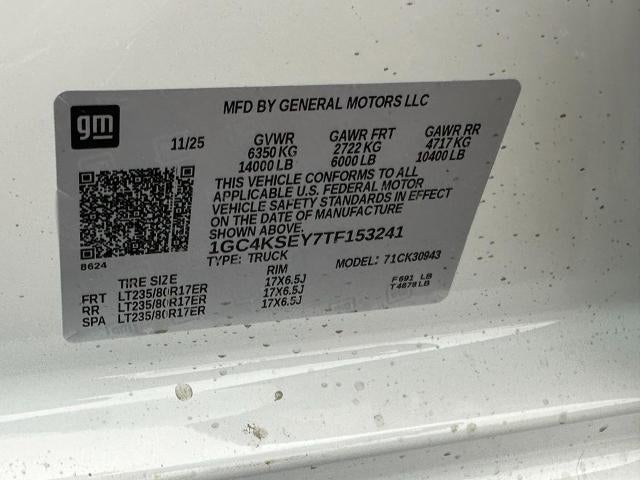 gm
MFD BY GENERAL MOTORS LLC
11/25 GVWR GAWR FRT GAWR RR
6350 KG 2722 KG 4717 KG
14000 LB 6000 LB 10400 LB
THIS VEHICLE CONFORMS TO ALL
APPLICABLE U.S. FEDERAL MOTOR
VEHICLE SAFETY STANDARDS IN EFFECT
ON THE DATE OF MANUFACTURE
SHOWN ABOVE.
1GC4KSEY7TF153241
8624
TYPE: TRUCK MODEL: 71CK30943
TIRE SIZE RIM
FRT LT235/80R17ER 17X6.5J F 691 LB
RR LT235/80R17ER 17X6.5J T 4678 LB
SPA LT235/80R17ER 17X6.5J